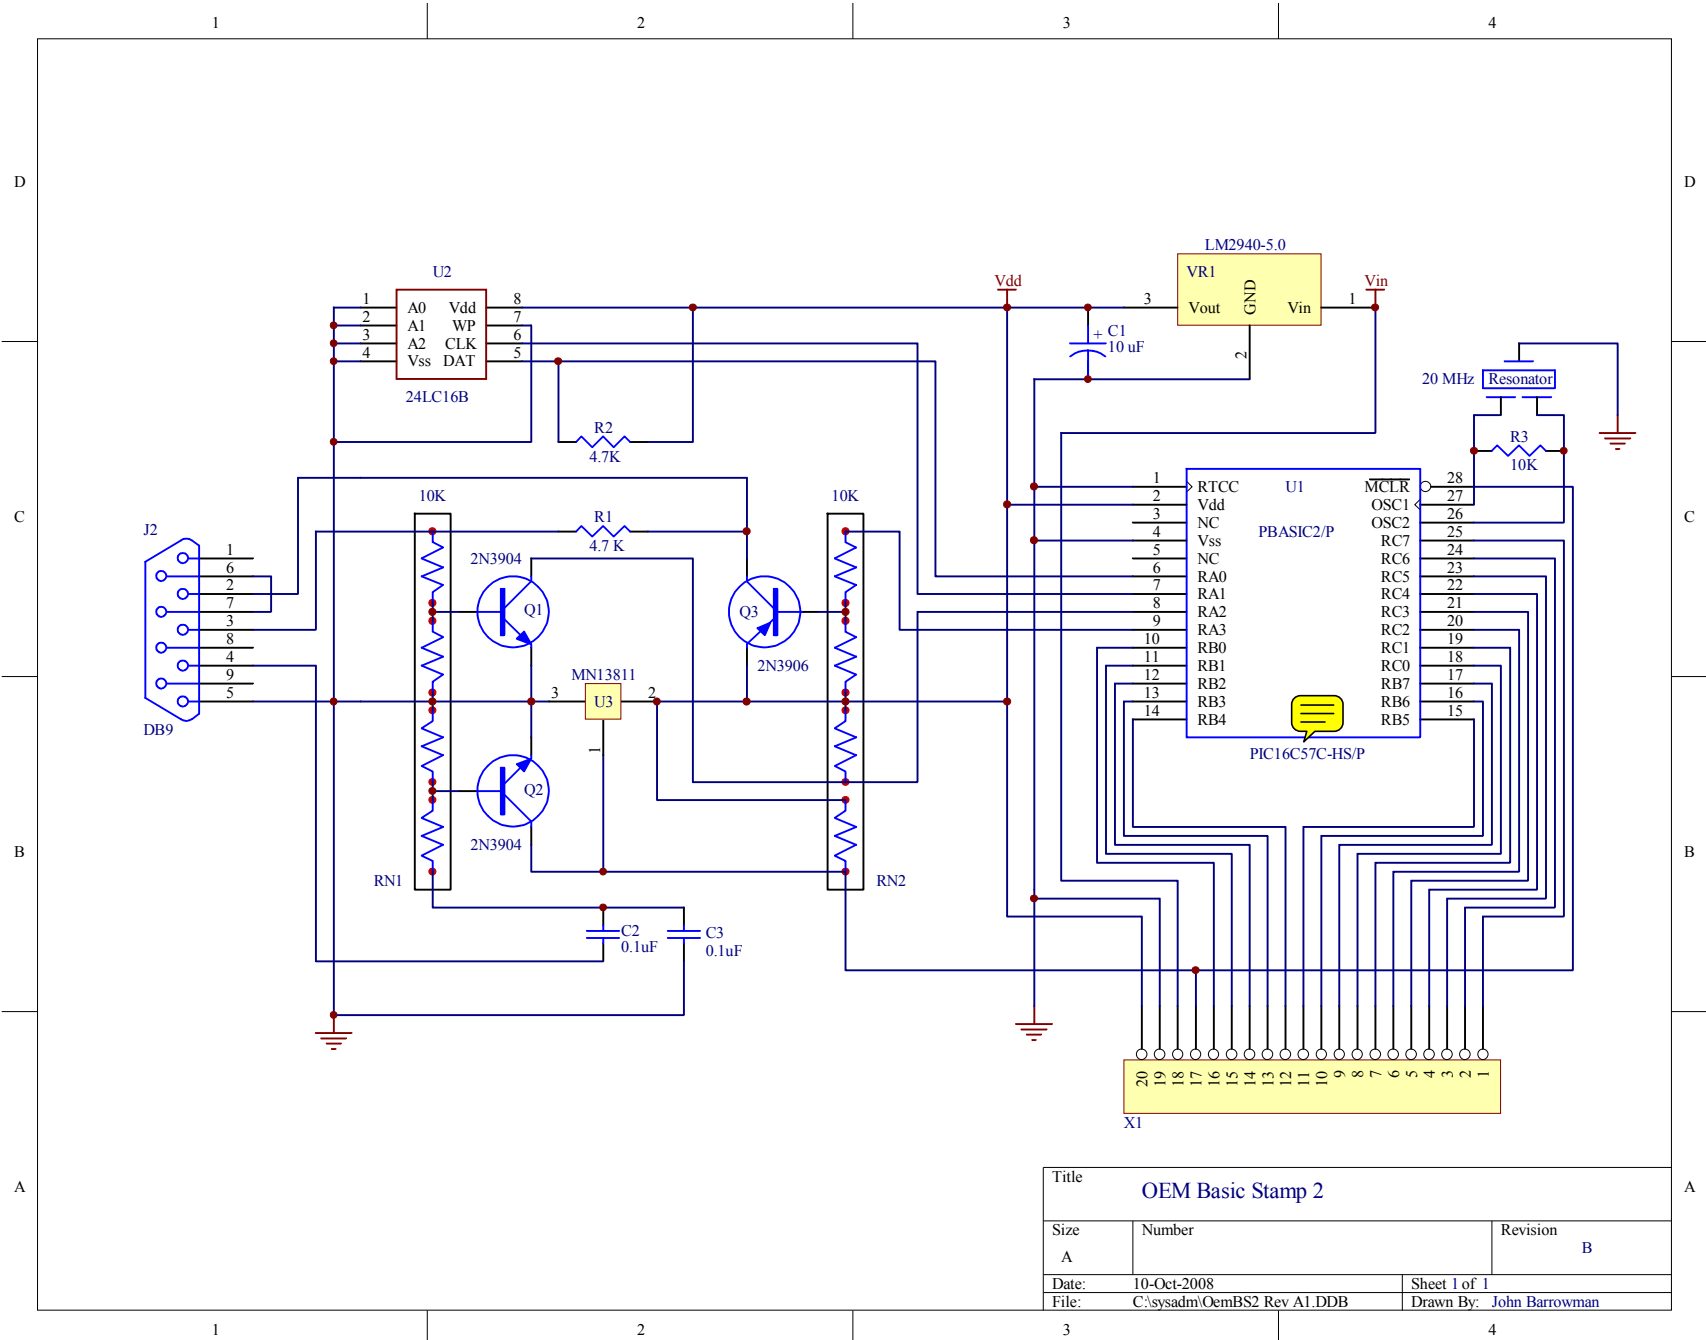 1 2 3 4
D D
C C
B B
A A
LM2940-5.0
VR1
Vout GND Vin
3 1
2
Vdd
Vin
+ C1
10 uF
U2
1 A0 Vdd 8
2 A1 WP 7
3 A2 CLK 6
4 Vss DAT 5
24LC16B
R2
4.7K
20 MHz Resonator
R3
10K
J2
1
6
2
7
3
8
4
9
5
DB9
10K
RN1
R1
4.7 K
2N3904
Q1
MN13811
3 U3 2
1
Q2
2N3904
Q3
2N3906
10K
RN2
C2
0.1uF
C3
0.1uF
U1
PBASIC2/P
1 RTCC MCLR 28
2 Vdd OSC1 27
3 NC OSC2 26
4 Vss RC7 25
5 NC RC6 24
6 RA0 RC5 23
7 RA1 RC4 22
8 RA2 RC3 21
9 RA3 RC2 20
10 RB0 RC1 19
11 RB1 RC0 18
12 RB2 RB7 17
13 RB3 RB6 16
14 RB4 RB5 15
PIC16C57C-HS/P
20 19 18 17 16 15 14 13 12 11 10 9 8 7 6 5 4 3 2 1
X1
Title
OEM Basic Stamp 2
Size Number Revision
A B
Date: 10-Oct-2008 Sheet 1 of 1
File: C:\sysadm\OemBS2 Rev A1.DDB Drawn By: John Barrowman
1 2 3 4